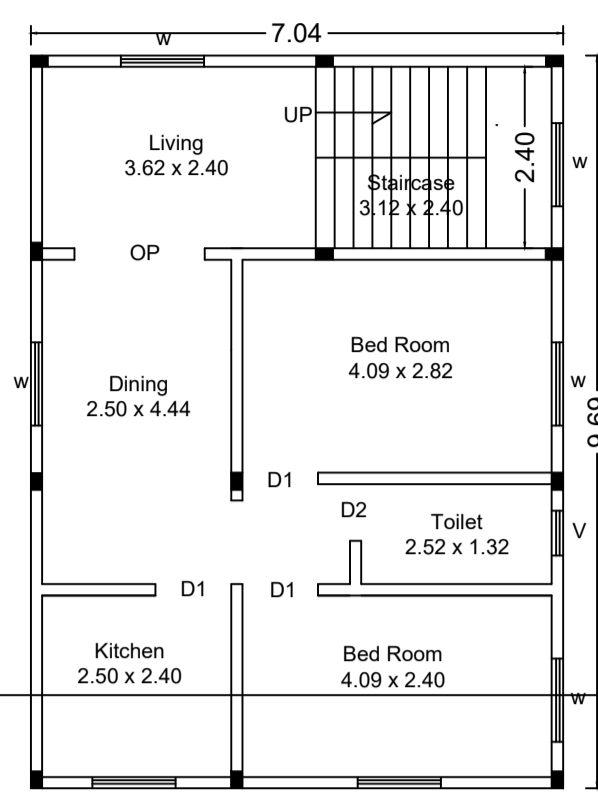 7.04
w
UP
Living
3.62 x 2.40
2.40
w
Staircase
3.12 x 2.40
OP
Bed Room
4.09 x 2.82
w
Dining
2.50 x 4.44
w
D1
D2
Toilet
2.52 x 1.32
V
D1
D1
Kitchen
2.50 x 2.40
Bed Room
4.09 x 2.40
w